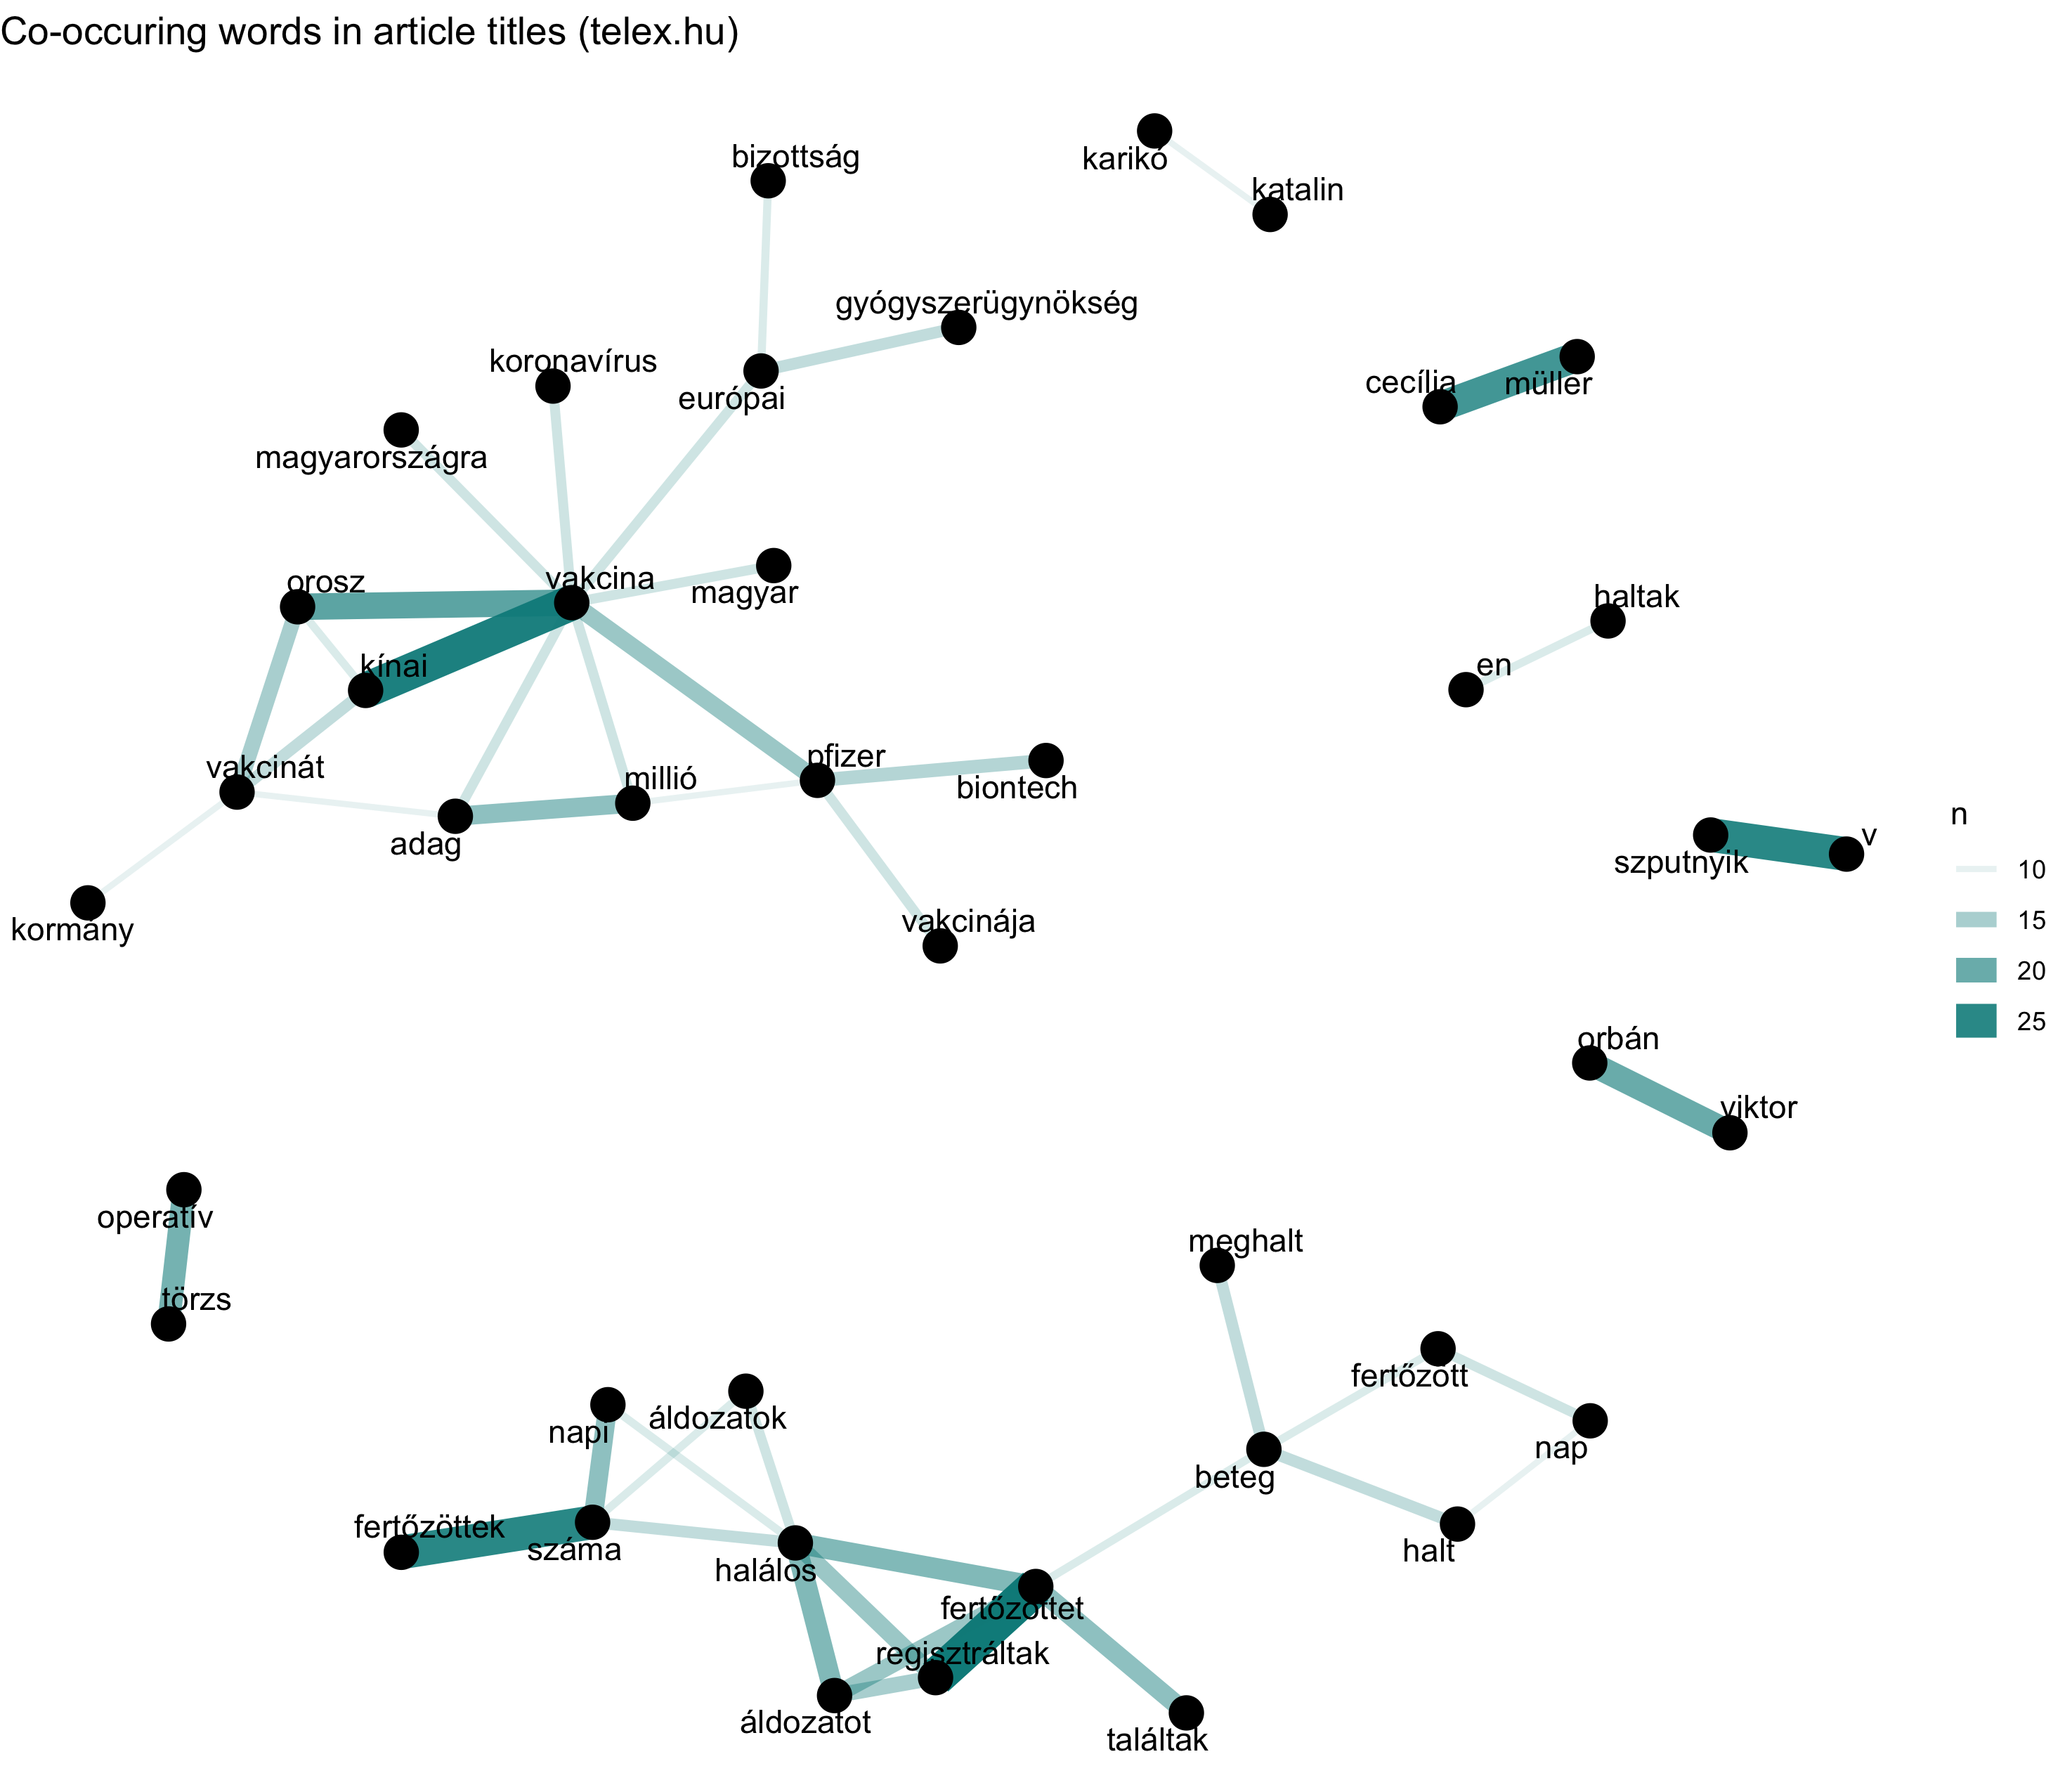 Co-occuring words in article titles (telex.hu)
karikó
bizottság
katalin
gyógyszerügynökség
koronavírus
cecília
müller
európai
magyarországra
orosz
vakcina
magyar
haltak
kínai
en
vakcinát
millió
pfizer
biontech
adag
szputnyik
v
vakcinája
kormány
n
10
15
20
25
orbán
viktor
operatív
törzs
meghalt
fertőzött
nap
napi
áldozatok
beteg
fertőzöttek
száma
halálos
halt
fertőzöttet
regisztráltak
áldozatot
találtak